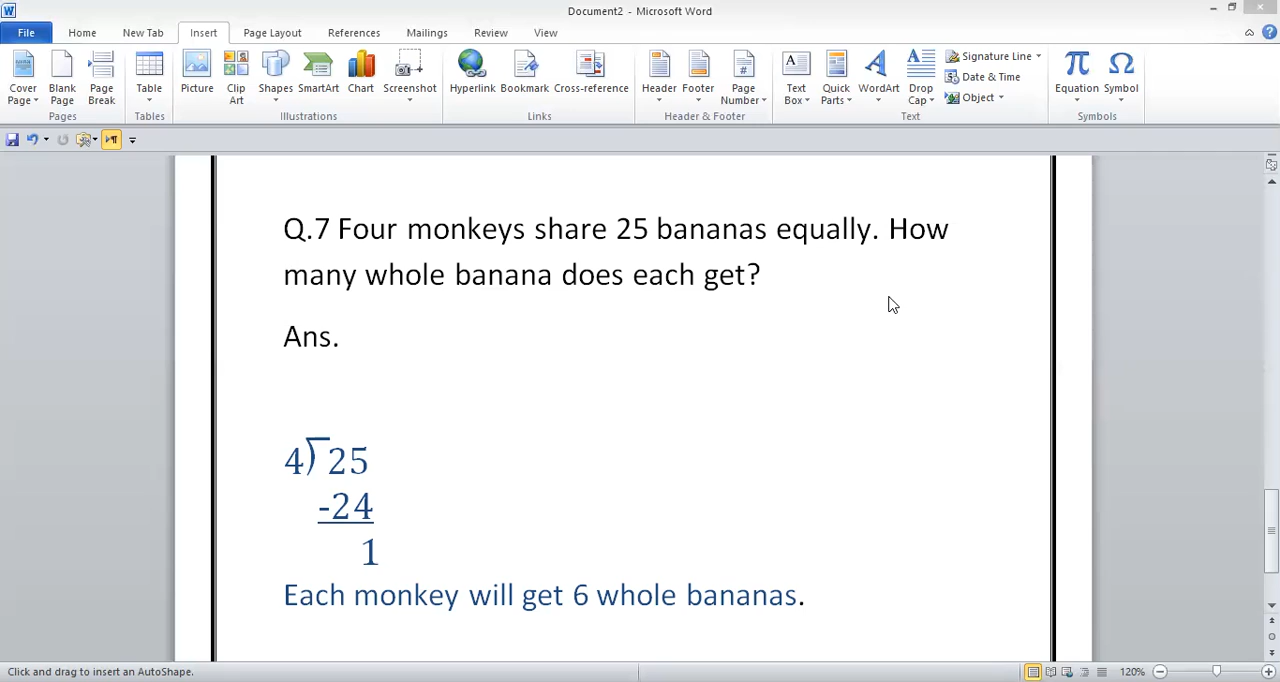 Document2 - Microsoft Word
File Home New Tab Insert Page Layout References Mailings Review View
Cover Page
Blank Page
Page Break
Table
Picture
Clip Art
Shapes
SmartArt
Chart
Screenshot
Hyperlink
Bookmark
Cross-reference
Header
Footer
Page Number
Text Box
Quick Parts
WordArt
Drop Cap
Signature Line
Date & Time
Object
Equation
Symbol
Pages Tables Illustrations Links Header & Footer Text Symbols
Q.7 Four monkeys share 25 bananas equally. How
many whole banana does each get?
Ans.
4) 25
-24
1
Each monkey will get 6 whole bananas.
Click and drag to insert an AutoShape.
120%